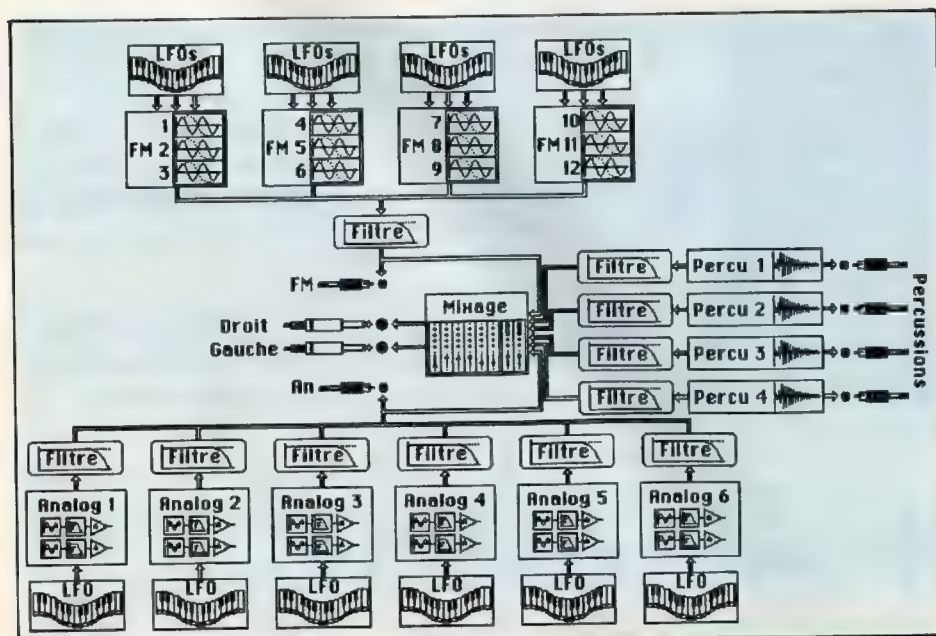 LFOs LFOs LFOs LFOs
1 4 7 10
FM 2 FM 5 FM 8 FM 11
3 6 9 12
Filtre
FM
Droit
Gauche
An
Mixage
Filtre Percu 1
Filtre Percu 2
Filtre Percu 3
Filtre Percu 4
Percussions
Filtre Filtre Filtre Filtre Filtre Filtre
Analog 1 Analog 2 Analog 3 Analog 4 Analog 5 Analog 6
LFO LFO LFO LFO LFO LFO